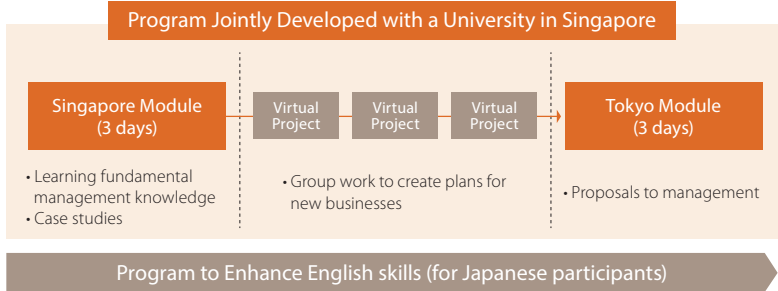 Program Jointly Developed with a University in Singapore
Singapore Module
(3 days)
Virtual
Project
Virtual
Project
Virtual
Project
Tokyo Module
(3 days)
• Learning fundamental
management knowledge
• Case studies
• Group work to create plans for
new businesses
• Proposals to management
Program to Enhance English skills (for Japanese participants)